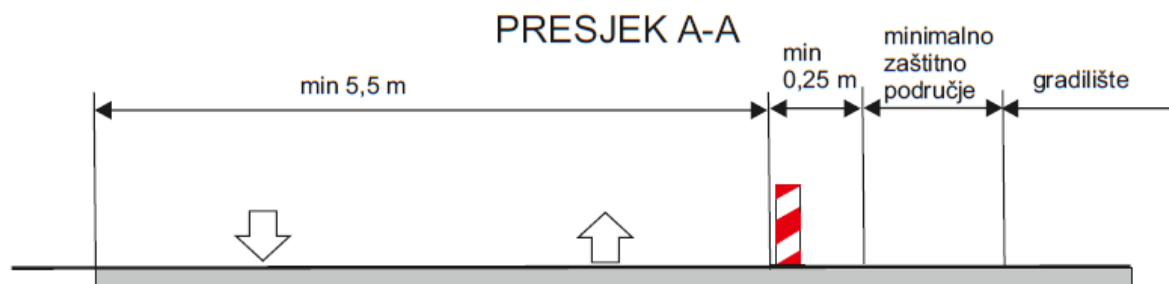 PRESJEK A-A
min 5,5 m
min
0,25 m
minimalno
zaštitno
područje
gradilište